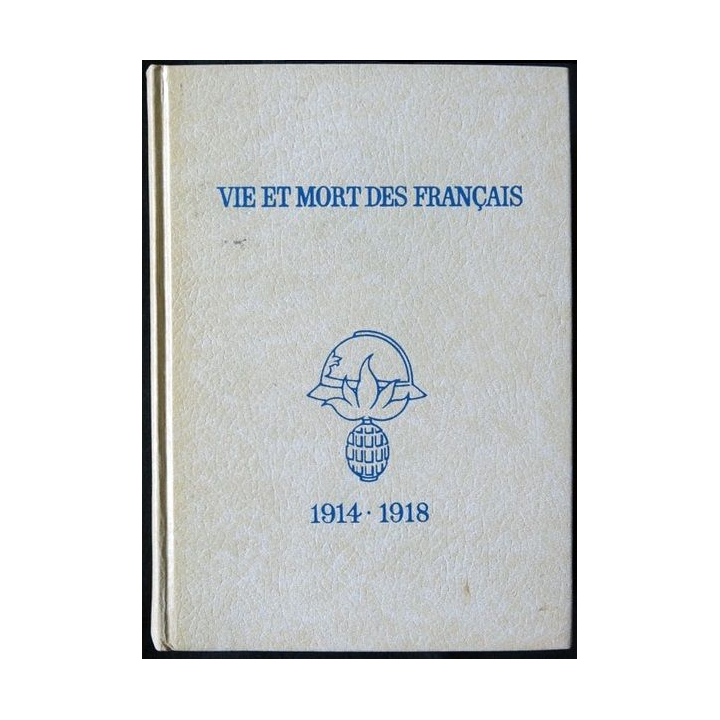 VIE ET MORT DES FRANÇAIS
1914 · 1918